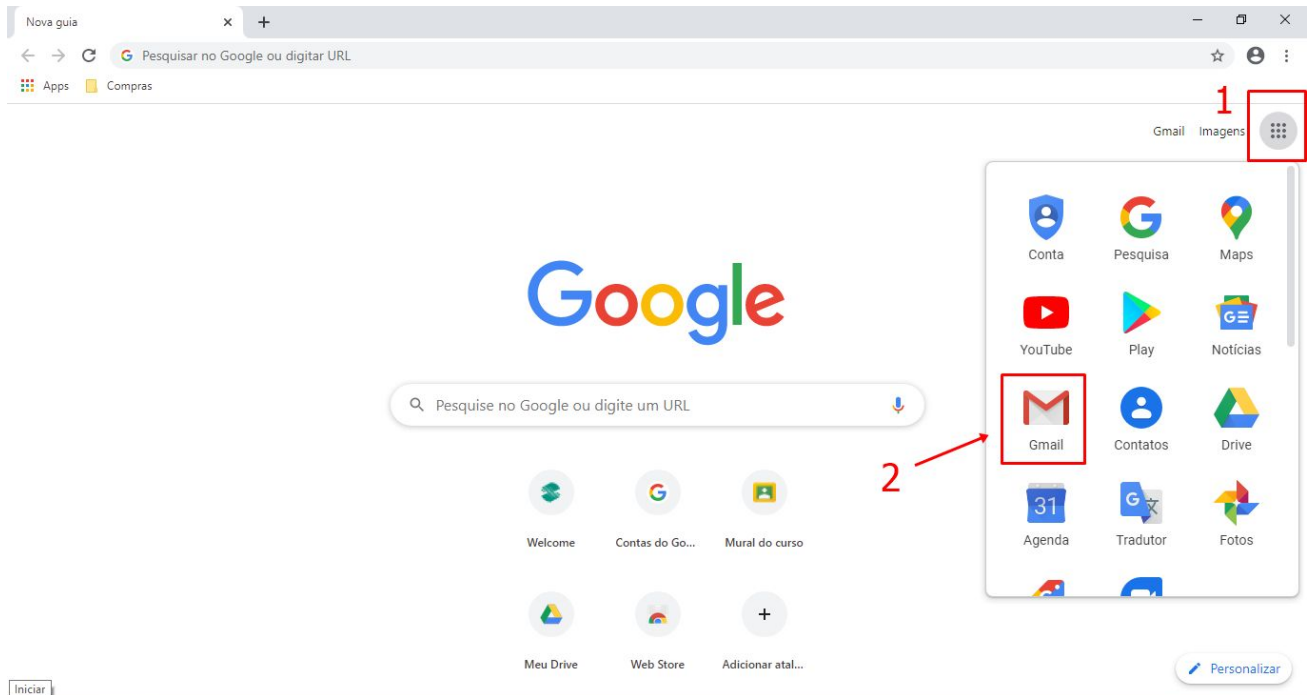 Nova guia
Pesquisar no Google ou digitar URL
Apps Compras
1
Gmail Imagens
Conta Pesquisa Maps
Google
YouTube Play Notícias
Pesquise no Google ou digite um URL
Gmail Contatos Drive
2
31
Agenda Tradutor Fotos
Welcome Contas do Go... Mural do curso
Meu Drive Web Store Adicionar atal...
Personalizar
Iniciar